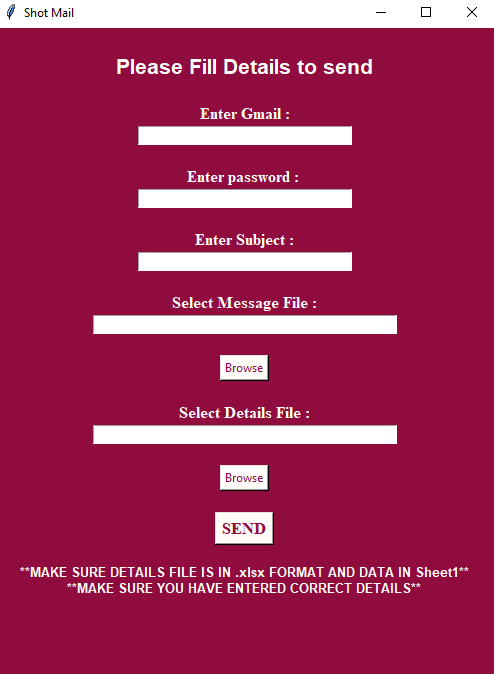 Shot Mail
Please Fill Details to send
Enter Gmail :
Enter password :
Enter Subject :
Select Message File :
Browse
Select Details File :
Browse
SEND
**MAKE SURE DETAILS FILE IS IN .xlsx FORMAT AND DATA IN Sheet1**
**MAKE SURE YOU HAVE ENTERED CORRECT DETAILS**